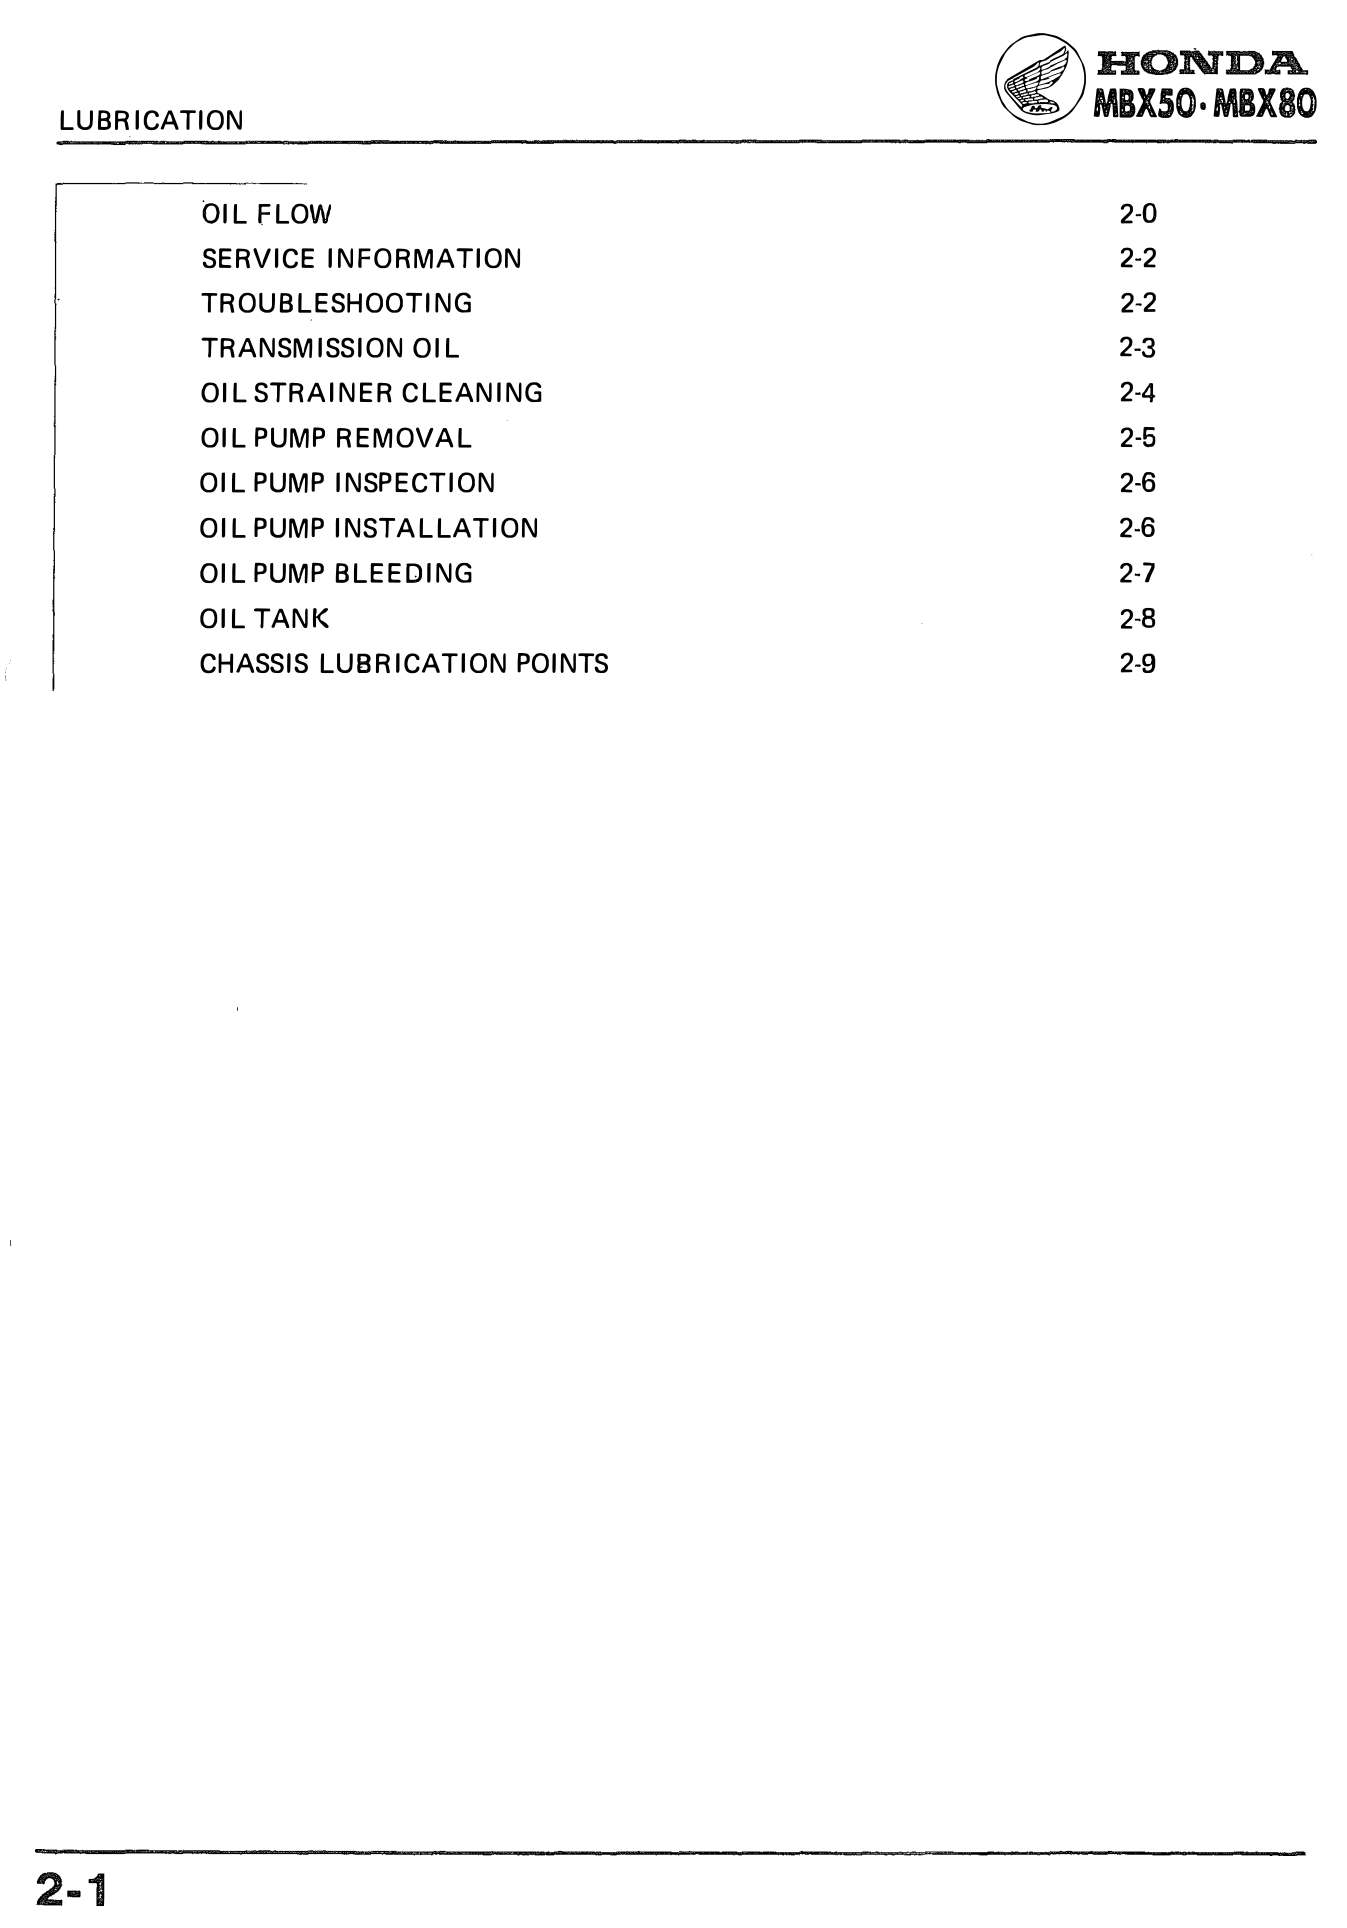 HONDA
MBX50·MBX80
LUBRICATION
OIL FLOW 2-0
SERVICE INFORMATION 2-2
TROUBLESHOOTING 2-2
TRANSMISSION OIL 2-3
OIL STRAINER CLEANING 2-4
OIL PUMP REMOVAL 2-5
OIL PUMP INSPECTION 2-6
OIL PUMP INSTALLATION 2-6
OIL PUMP BLEEDING 2-7
OIL TANK 2-8
CHASSIS LUBRICATION POINTS 2-9
2-1